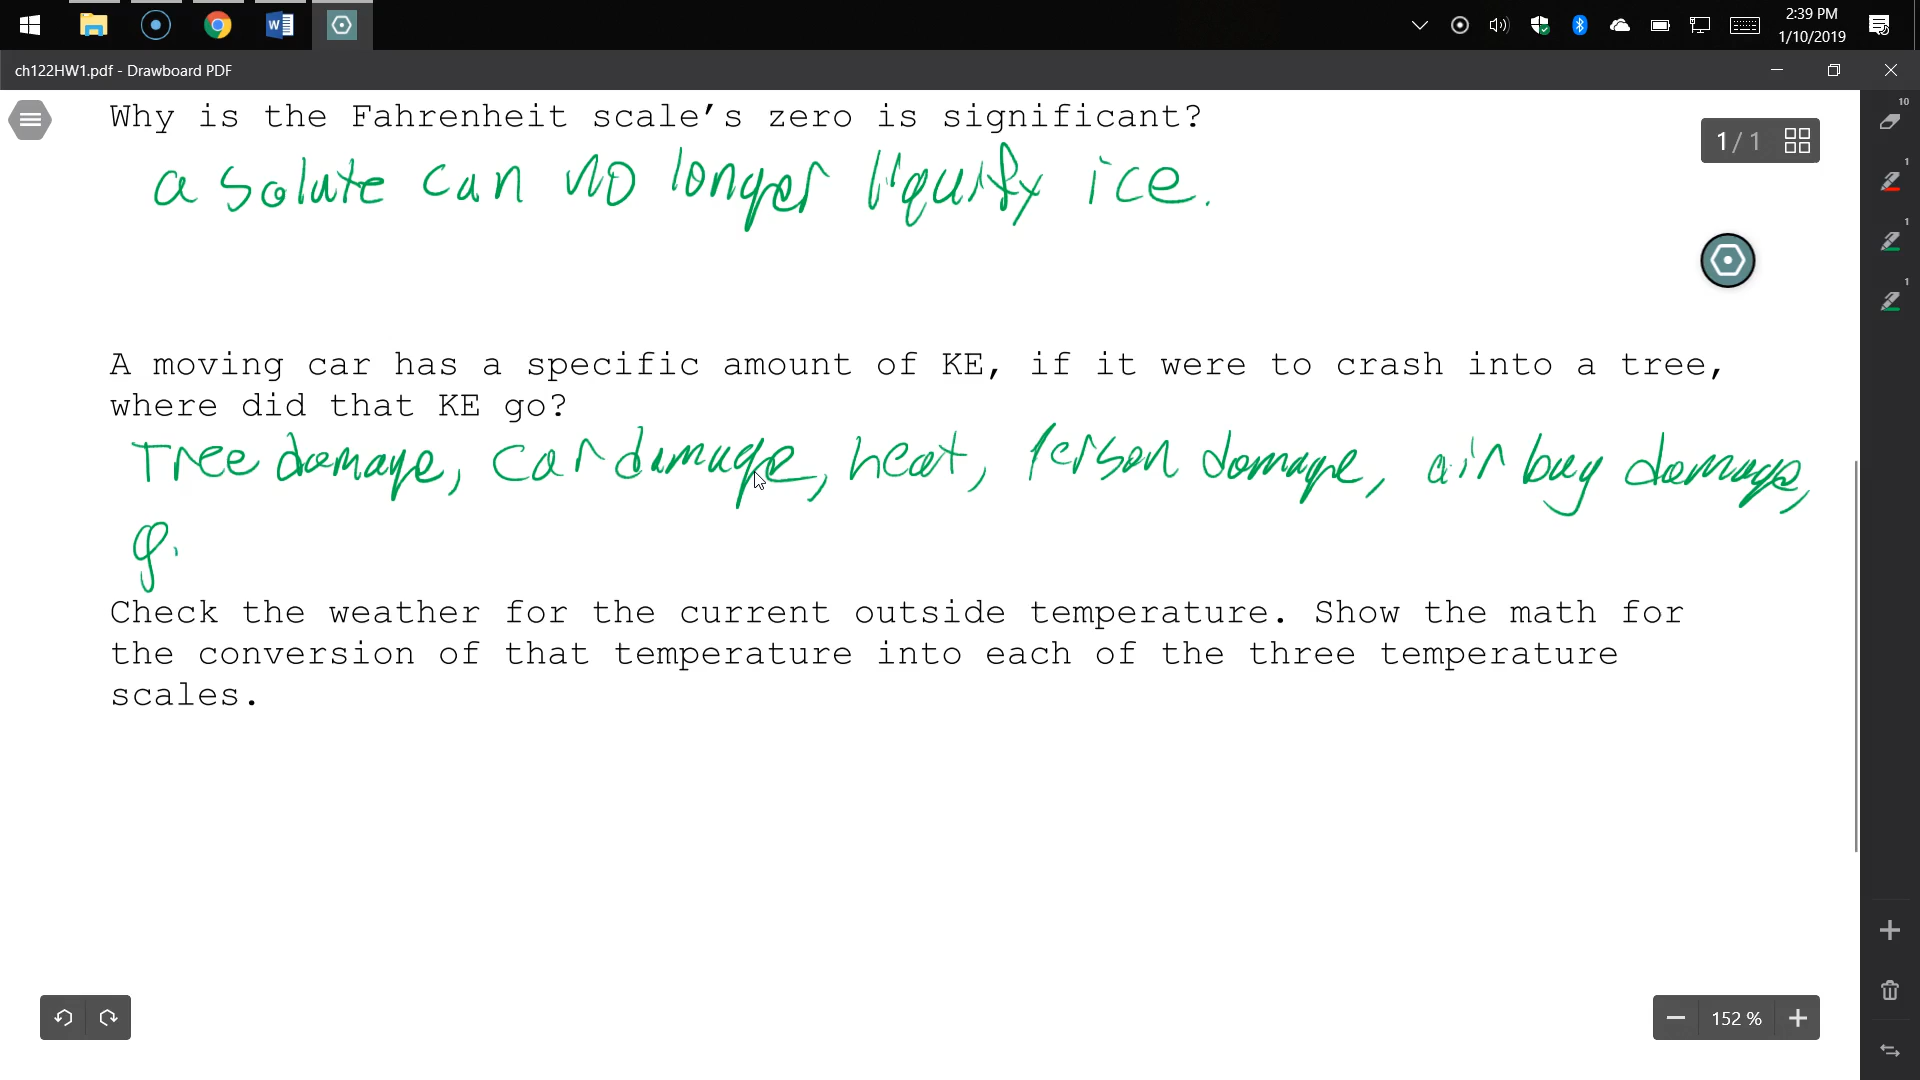 2:39 PM
1/10/2019
ch122HW1.pdf - Drawboard PDF
10
Why is the Fahrenheit scale’s zero is significant?
1 / 1
a solute can no longer liquify ice.
1
1
1
A moving car has a specific amount of KE, if it were to crash into a tree,
where did that KE go?
Tree damage, Car damage, heat, Person damage, air bag damage,
Check the weather for the current outside temperature. Show the math for
the conversion of that temperature into each of the three temperature
scales.
152 %